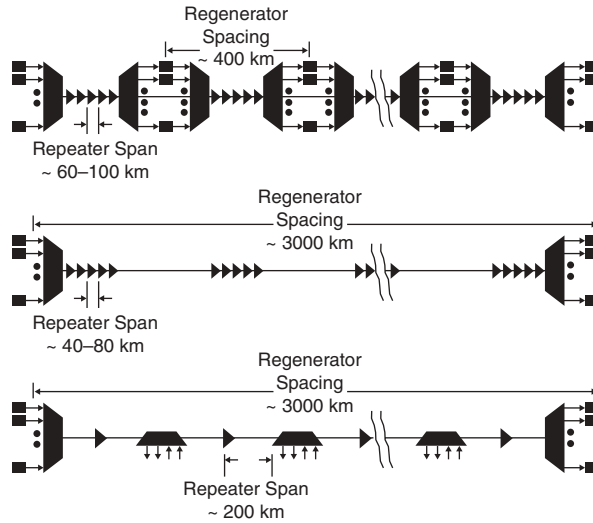 Regenerator
Spacing
~ 400 km
Repeater Span
~ 60–100 km
Regenerator
Spacing
~ 3000 km
Repeater Span
~ 40–80 km
Regenerator
Spacing
~ 3000 km
Repeater Span
~ 200 km